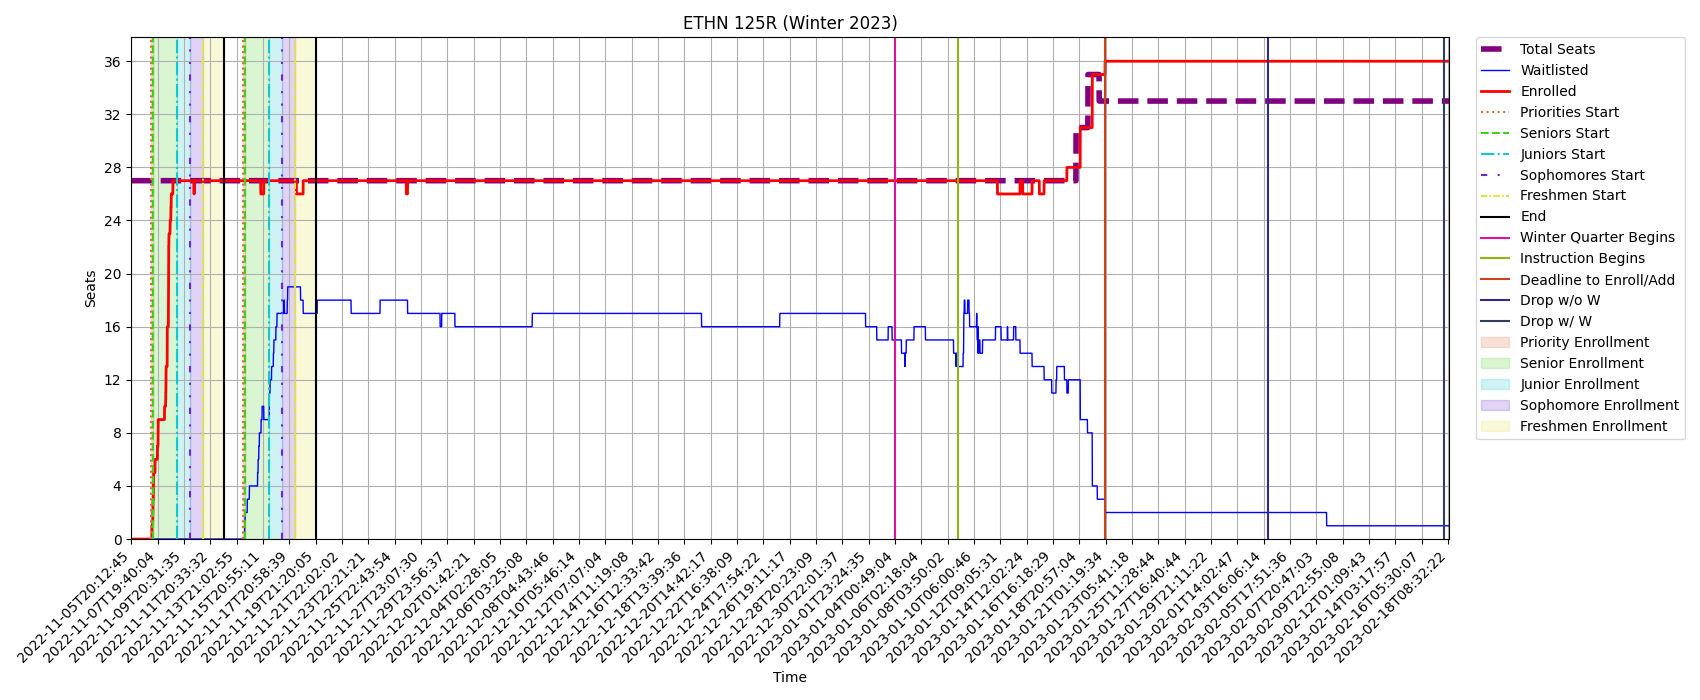 ETHN 125R (Winter 2023)
Seats
36
32
28
24
20
16
12
8
4
0
2022-11-05T20:12:45
2022-11-07T19:40:04
2022-11-09T20:31:35
2022-11-11T20:33:32
2022-11-13T21:02:55
2022-11-15T20:55:11
2022-11-17T20:58:39
2022-11-19T21:20:05
2022-11-21T22:02:02
2022-11-23T22:21:21
2022-11-25T22:43:54
2022-11-27T23:07:30
2022-11-29T23:56:37
2022-12-02T01:42:21
2022-12-04T02:28:05
2022-12-06T03:25:08
2022-12-08T04:43:46
2022-12-10T05:46:14
2022-12-12T07:07:04
2022-12-14T11:19:08
2022-12-16T12:33:42
2022-12-18T13:39:36
2022-12-20T14:42:17
2022-12-22T16:38:09
2022-12-24T17:54:22
2022-12-26T19:11:17
2022-12-28T20:23:09
2022-12-30T22:01:37
2023-01-01T23:24:35
2023-01-04T00:49:04
2023-01-06T02:18:04
2023-01-08T03:50:02
2023-01-10T06:00:46
2023-01-12T09:05:31
2023-01-14T12:02:24
2023-01-16T16:18:29
2023-01-18T20:57:04
2023-01-21T01:19:34
2023-01-23T05:41:18
2023-01-25T11:28:44
2023-01-27T16:40:44
2023-01-29T21:11:22
2023-02-01T14:02:47
2023-02-03T16:06:14
2023-02-05T17:51:36
2023-02-07T20:47:03
2023-02-09T22:55:08
2023-02-12T01:09:43
2023-02-14T03:17:57
2023-02-16T05:30:07
2023-02-18T08:32:22
Time
Total Seats
Waitlisted
Enrolled
Priorities Start
Seniors Start
Juniors Start
Sophomores Start
Freshmen Start
End
Winter Quarter Begins
Instruction Begins
Deadline to Enroll/Add
Drop w/o W
Drop w/ W
Priority Enrollment
Senior Enrollment
Junior Enrollment
Sophomore Enrollment
Freshmen Enrollment